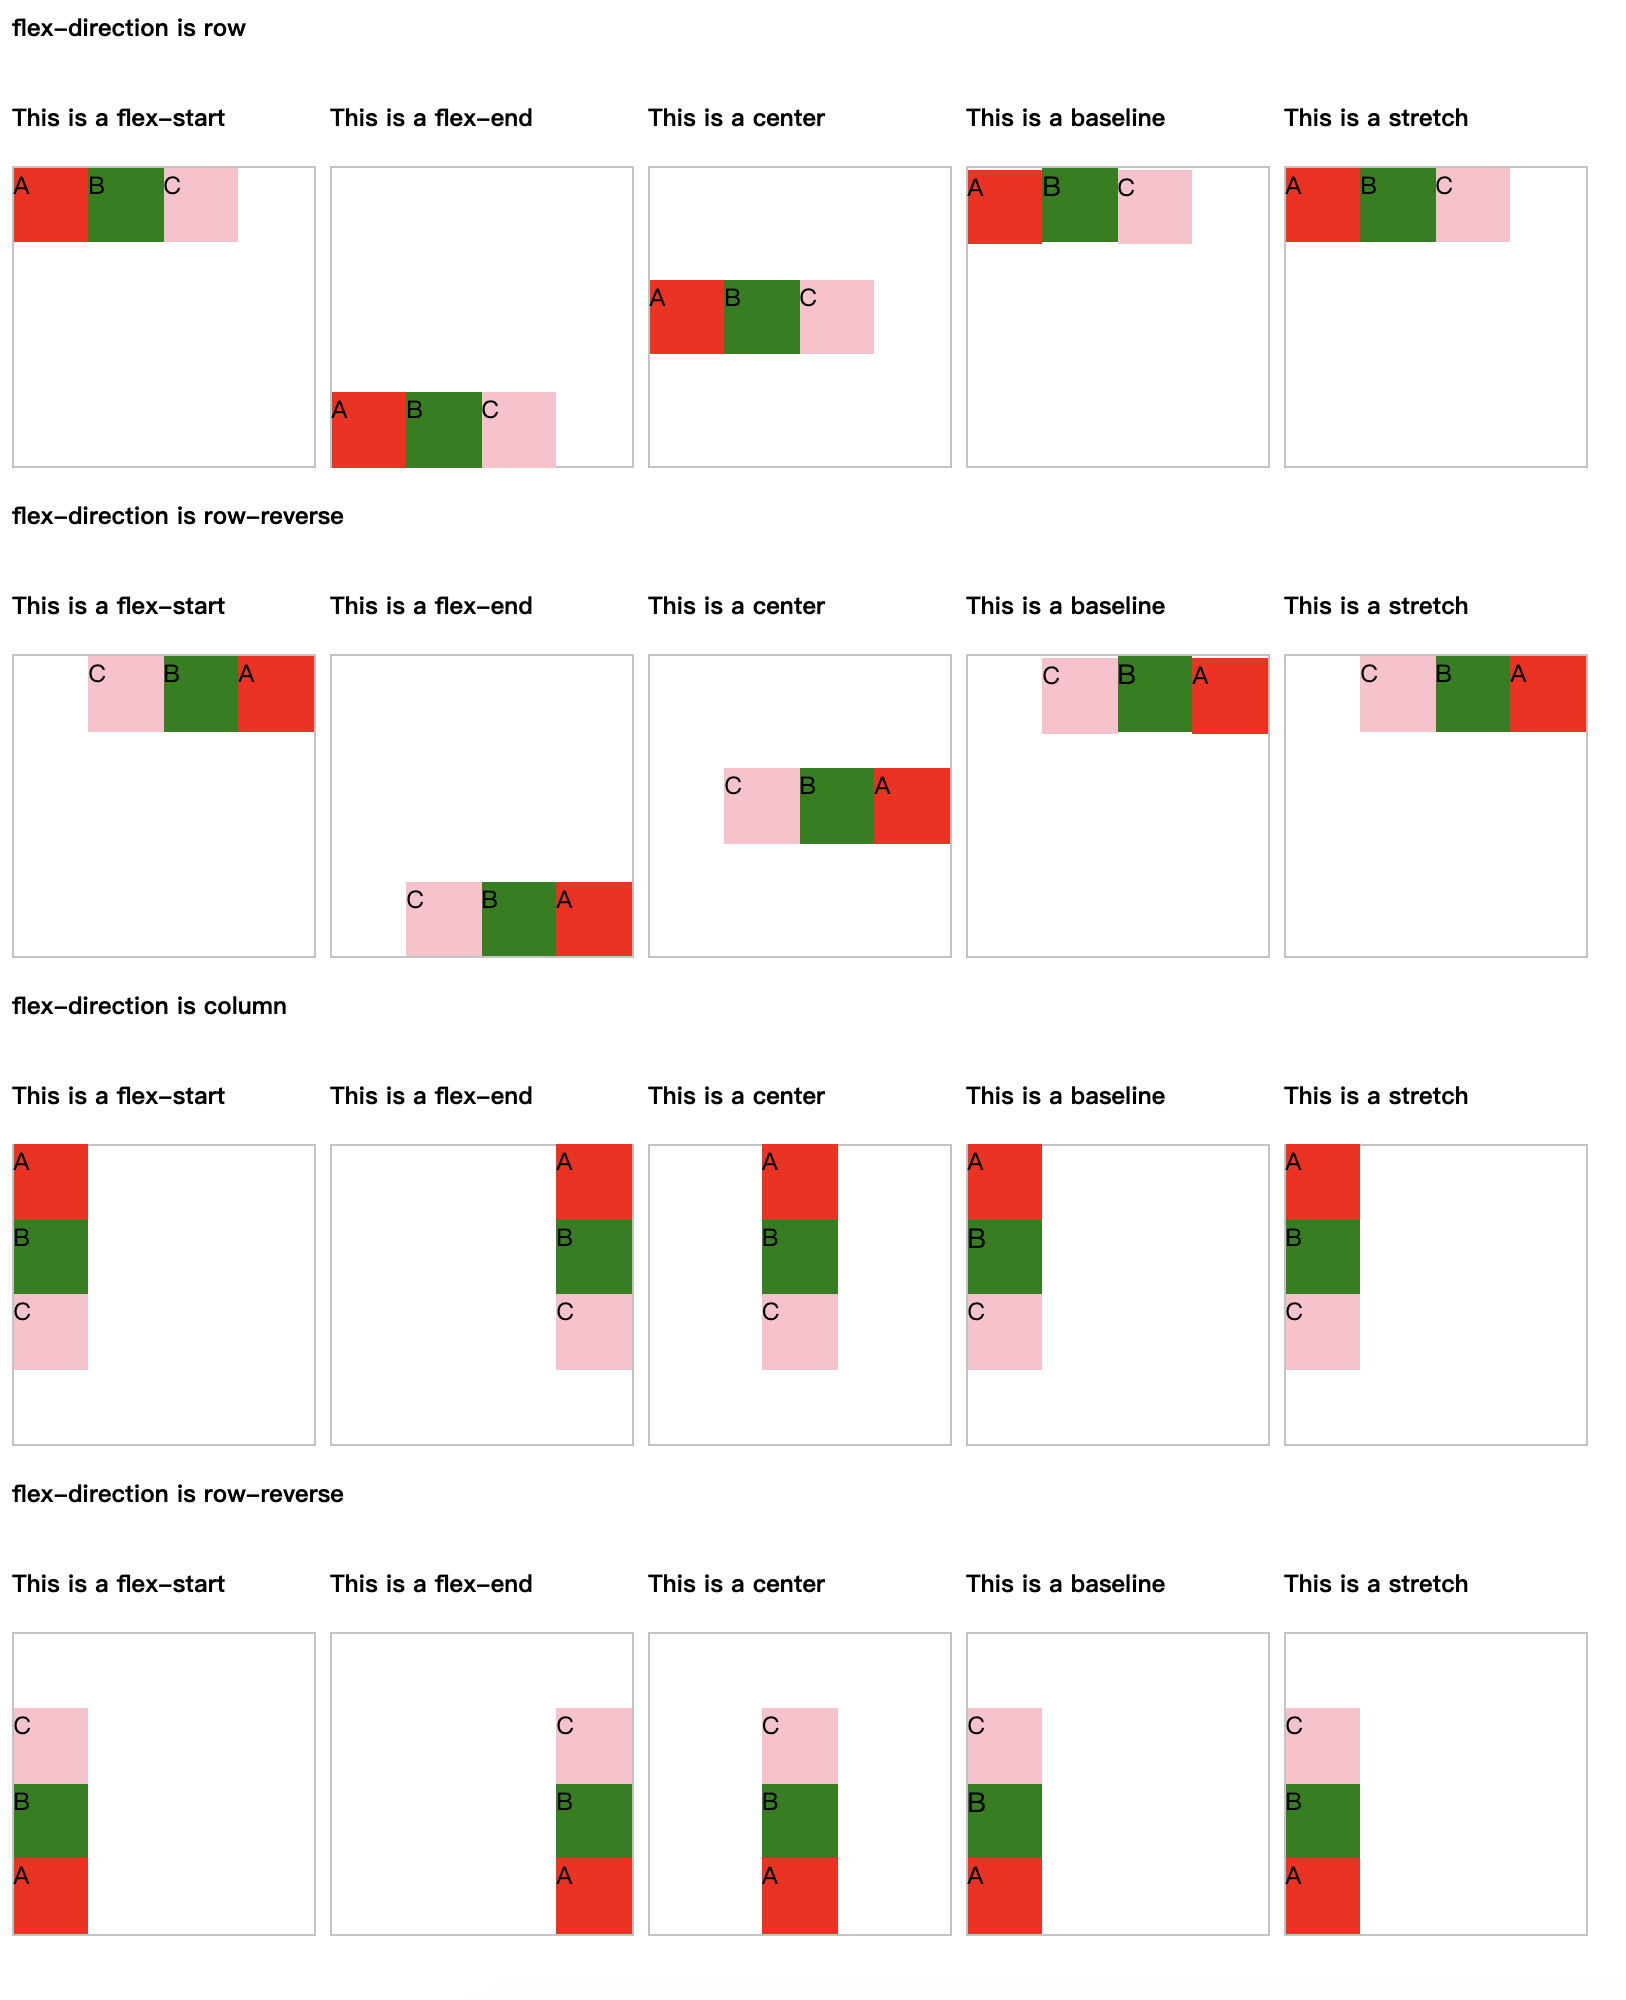 flex-direction is row
This is a flex-start This is a flex-end This is a center This is a baseline This is a stretch
A B C A B C A B C
A B C
A B C
flex-direction is row-reverse
This is a flex-start This is a flex-end This is a center This is a baseline This is a stretch
C B A C B A C B A
C B A
C B A
flex-direction is column
This is a flex-start This is a flex-end This is a center This is a baseline This is a stretch
A A A A A
B B B B B
C C C C C
flex-direction is row-reverse
This is a flex-start This is a flex-end This is a center This is a baseline This is a stretch
C C C C C
B B B B B
A A A A A